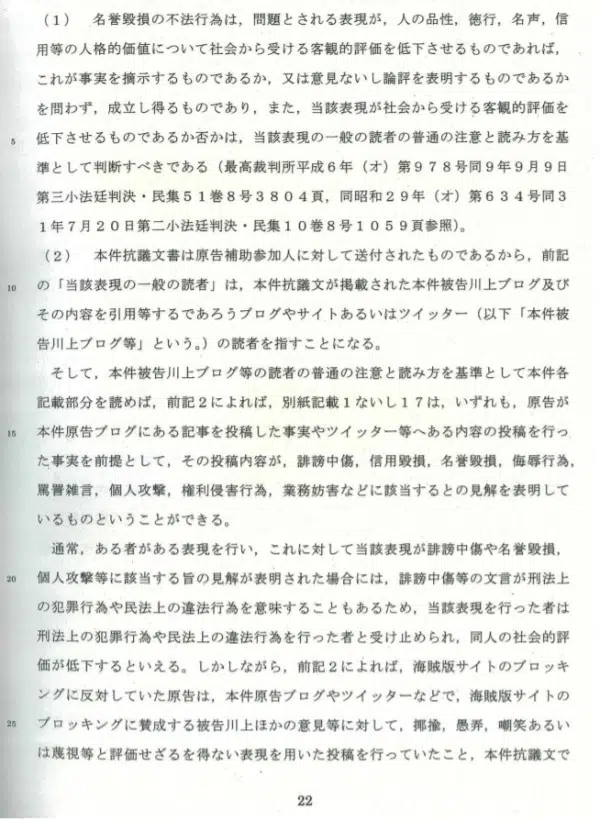 （１）　名誉毀損の不法行為は，問題とされる表現が，人の品性，徳行，名声，信
用等の人格的価値について社会から受ける客観的評価を低下させるものであれば，
これが事実を摘示するものであるか，又は意見ないし論評を表明するものであるか
を問わず，成立し得るものであり，また，当該表現が社会から受ける客観的評価を
5　低下させるものであるか否かは，当該表現の一般の読者の普通の注意と読み方を基
準として判断すべきである（最高裁判所平成６年（オ）第９７８号同９年９月９日
第三小法廷判決・民集５１巻８号３８０４頁，同昭和２９年（オ）第６３４号同３
１年７月２０日第二小法廷判決・民集１０巻８号１０５９頁参照）。
（２）　本件抗議文書は原告補助参加人に対して送付されたものであるから，前記
10　の「当該表現の一般の読者」は，本件抗議文が掲載された本件被告川上ブログ及び
その内容を引用等するであろうブログやサイトあるいはツイッター（以下「本件被
告川上ブログ等」という。）の読者を指すことになる。
そして，本件被告川上ブログ等の読者の普通の注意と読み方を基準として本件各
記載部分を読めば，前記２によれば，別紙記載１ないし１７は，いずれも，原告が
15　本件原告ブログにある記事を投稿した事実やツイッター等へある内容の投稿を行っ
た事実を前提として，その投稿内容が，誹謗中傷，信用毀損，名誉毀損，侮辱行為，
罵詈雑言，個人攻撃，権利侵害行為，業務妨害などに該当するとの見解を表明して
いるものということができる。
通常，ある者がある表現を行い，これに対して当該表現が誹謗中傷や名誉毀損，
20　個人攻撃等に該当する旨の見解が表明された場合には，誹謗中傷等の文言が刑法上
の犯罪行為や民法上の違法行為を意味することもあるため，当該表現を行った者は
刑法上の犯罪行為や民法上の違法行為を行った者と受け止められ，同人の社会的評
価が低下するといえる。しかしながら，前記２によれば，海賊版サイトのブロッキ
ングに反対していた原告は，本件原告ブログやツイッターなどで，海賊版サイトの
25　ブロッキングに賛成する被告川上ほかの意見等に対して，揶揄，愚弄，嘲笑あるい
は蔑視等と評価せざるを得ない表現を用いた投稿を行っていたこと，本件抗議文で
22